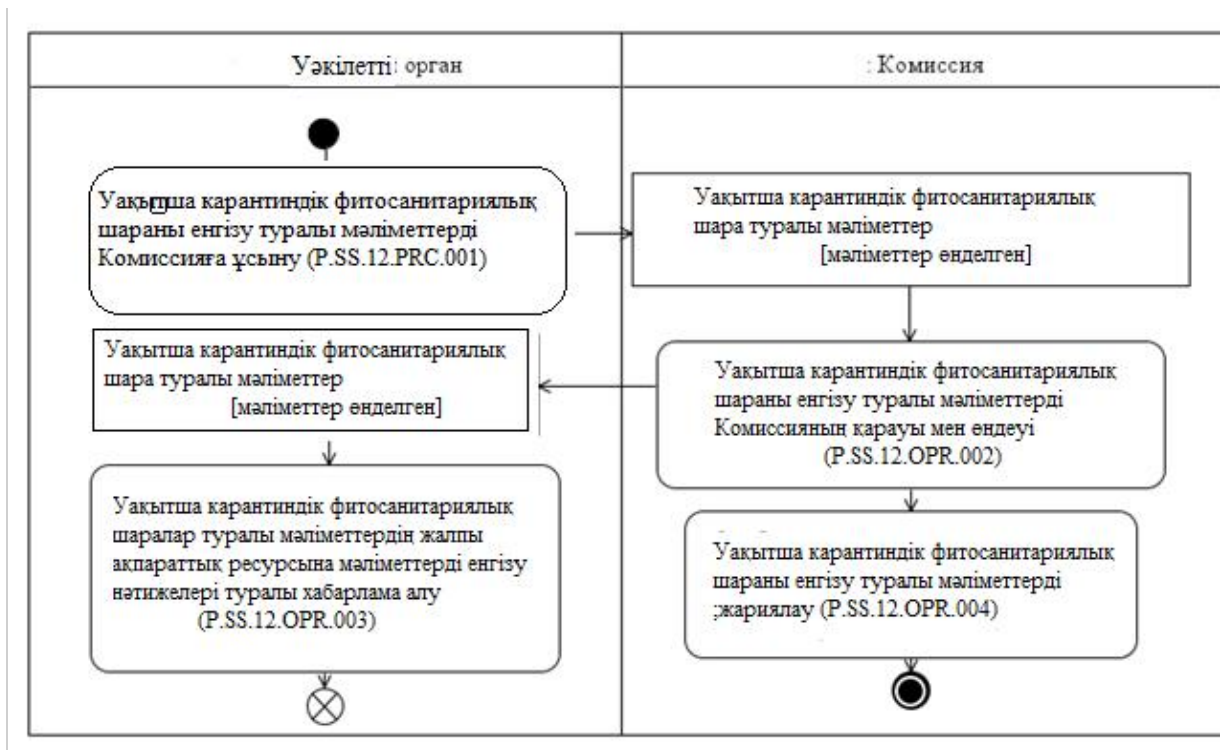 Уәкілетті: орган
: Комиссия
Уақытша карантиндік фитосанитариялық
шараны енгізу туралы мәліметтерді
Комиссияға ұсыну (P.SS.12.PRC.001)
Уақытша карантиндік фитосанитариялық
шара туралы мәліметтер
[мәліметтер өнделген]
Уақытша карантиндік фитосанитариялық
шараны енгізу туралы мәліметтерді
Комиссияның қарауы мен өңдеуі
(P.SS.12.OPR.002)
Уақытша карантиндік фитосанитариялық
шара туралы мәліметтер
[мәліметтер өнделген]
Уақытша карантиндік фитосанитариялық
шаралар туралы мәліметтердің жалпы
ақпараттық ресурсына мәліметтерді енгізу
нәтижелері туралы хабарлама алу
(P.SS.12.OPR.003)
Уақытша карантиндік фитосанитариялық
шараны енгізу туралы мәліметтерді
;жариялау (P.SS.12.OPR.004)